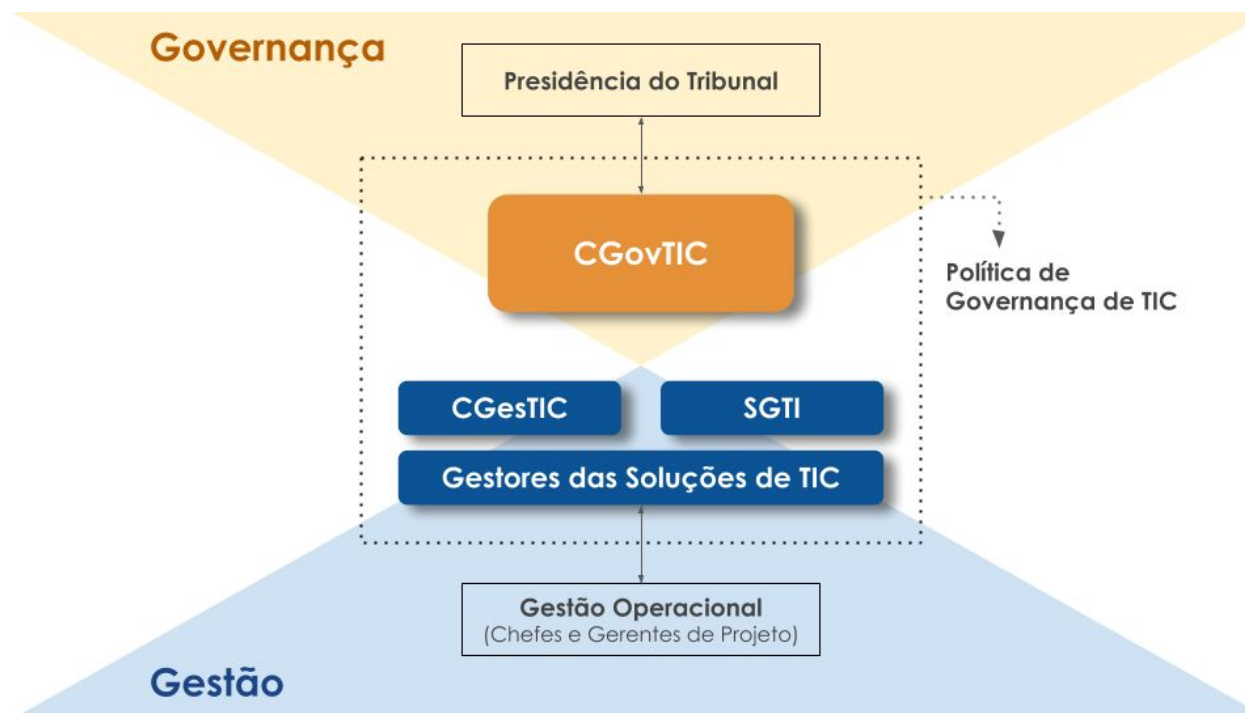 Governança
Presidência do Tribunal
CGovTIC
Política de
Governança de TIC
CGesTIC
SGTI
Gestores das Soluções de TIC
Gestão Operacional
(Chefes e Gerentes de Projeto)
Gestão